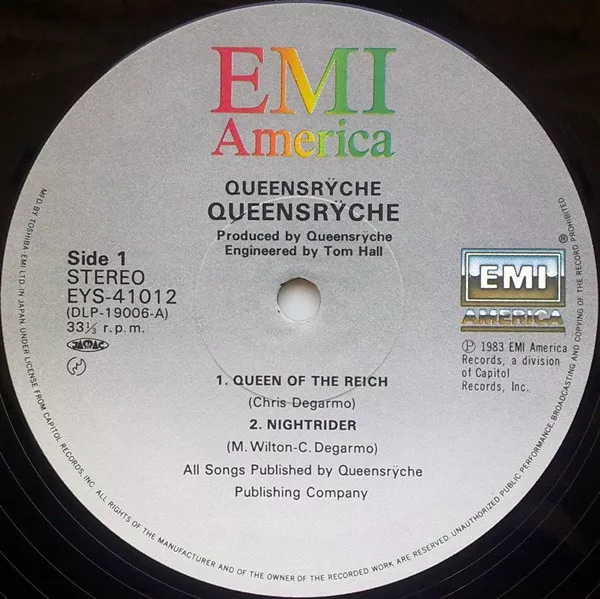 EMI
America
QUEENSRŸCHE
QUEENSRŸCHE
Produced by Queensryche
Engineered by Tom Hall
Side 1
STEREO
EYS-41012
(DLP-19006-A)
33⅓ r.p.m.
JASRAC
EMI
AMERICA
Ⓟ 1983 EMI America
Records, a division
of Capitol
Records, Inc.
1. QUEEN OF THE REICH
(Chris Degarmo)
2. NIGHTRIDER
(M. Wilton-C. Degarmo)
All Songs Published by Queensrÿche
Publishing Company
MF'D BY TOSHIBA EMI LTD. IN JAPAN UNDER LICENSE FROM CAPITOL RECORDS, INC. ALL RIGHTS OF THE MANUFACTURER AND OF THE OWNER OF THE RECORDED WORK ARE RESERVED. UNAUTHORIZED PUBLIC PERFORMANCE, BROADCASTING AND COPYING OF THE RECORD PROHIBITED
®